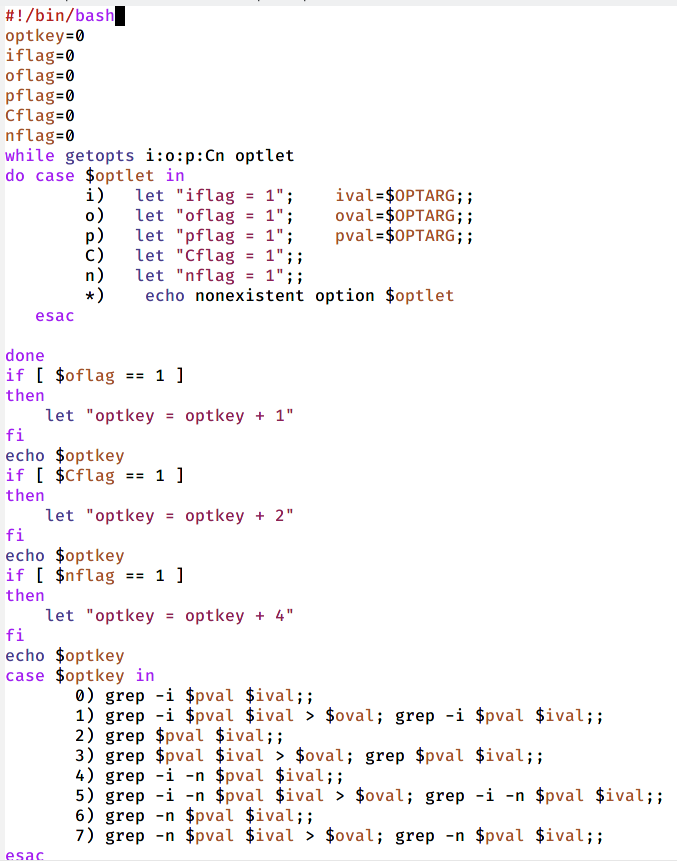 #!/bin/bash
optkey=0
iflag=0
oflag=0
pflag=0
Cflag=0
nflag=0
while getopts i:o:p:Cn optlet
do case $optlet in
        i)   let "iflag = 1";    ival=$OPTARG;;
        o)   let "oflag = 1";    oval=$OPTARG;;
        p)   let "pflag = 1";    pval=$OPTARG;;
        C)   let "Cflag = 1";;
        n)   let "nflag = 1";;
        *)    echo nonexistent option $optlet
   esac

done
if [ $oflag == 1 ]
then
    let "optkey = optkey + 1"
fi
echo $optkey
if [ $Cflag == 1 ]
then
    let "optkey = optkey + 2"
fi
echo $optkey
if [ $nflag == 1 ]
then
    let "optkey = optkey + 4"
fi
echo $optkey
case $optkey in
       0) grep -i $pval $ival;;
       1) grep -i $pval $ival > $oval; grep -i $pval $ival;;
       2) grep $pval $ival;;
       3) grep $pval $ival > $oval; grep $pval $ival;;
       4) grep -i -n $pval $ival;;
       5) grep -i -n $pval $ival > $oval; grep -i -n $pval $ival;;
       6) grep -n $pval $ival;;
       7) grep -n $pval $ival > $oval; grep -n $pval $ival;;
esac